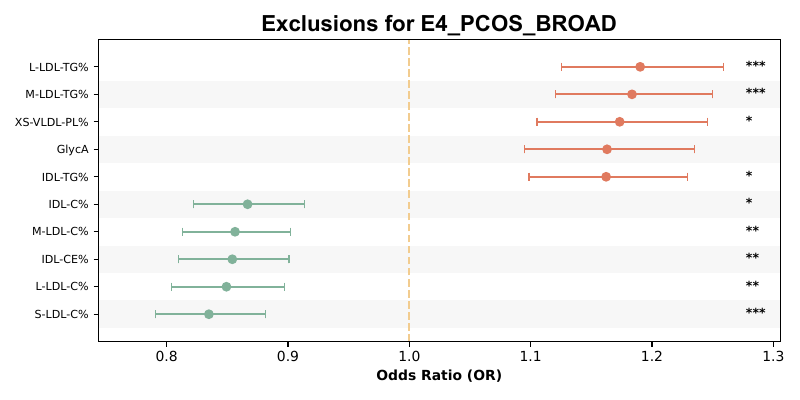 Exclusions for E4_PCOS_BROAD
L-LDL-TG% ***
M-LDL-TG% ***
XS-VLDL-PL% *
GlycA
IDL-TG% *
IDL-C% *
M-LDL-C% **
IDL-CE% **
L-LDL-C% **
S-LDL-C% ***
0.8 0.9 1.0 1.1 1.2 1.3
Odds Ratio (OR)